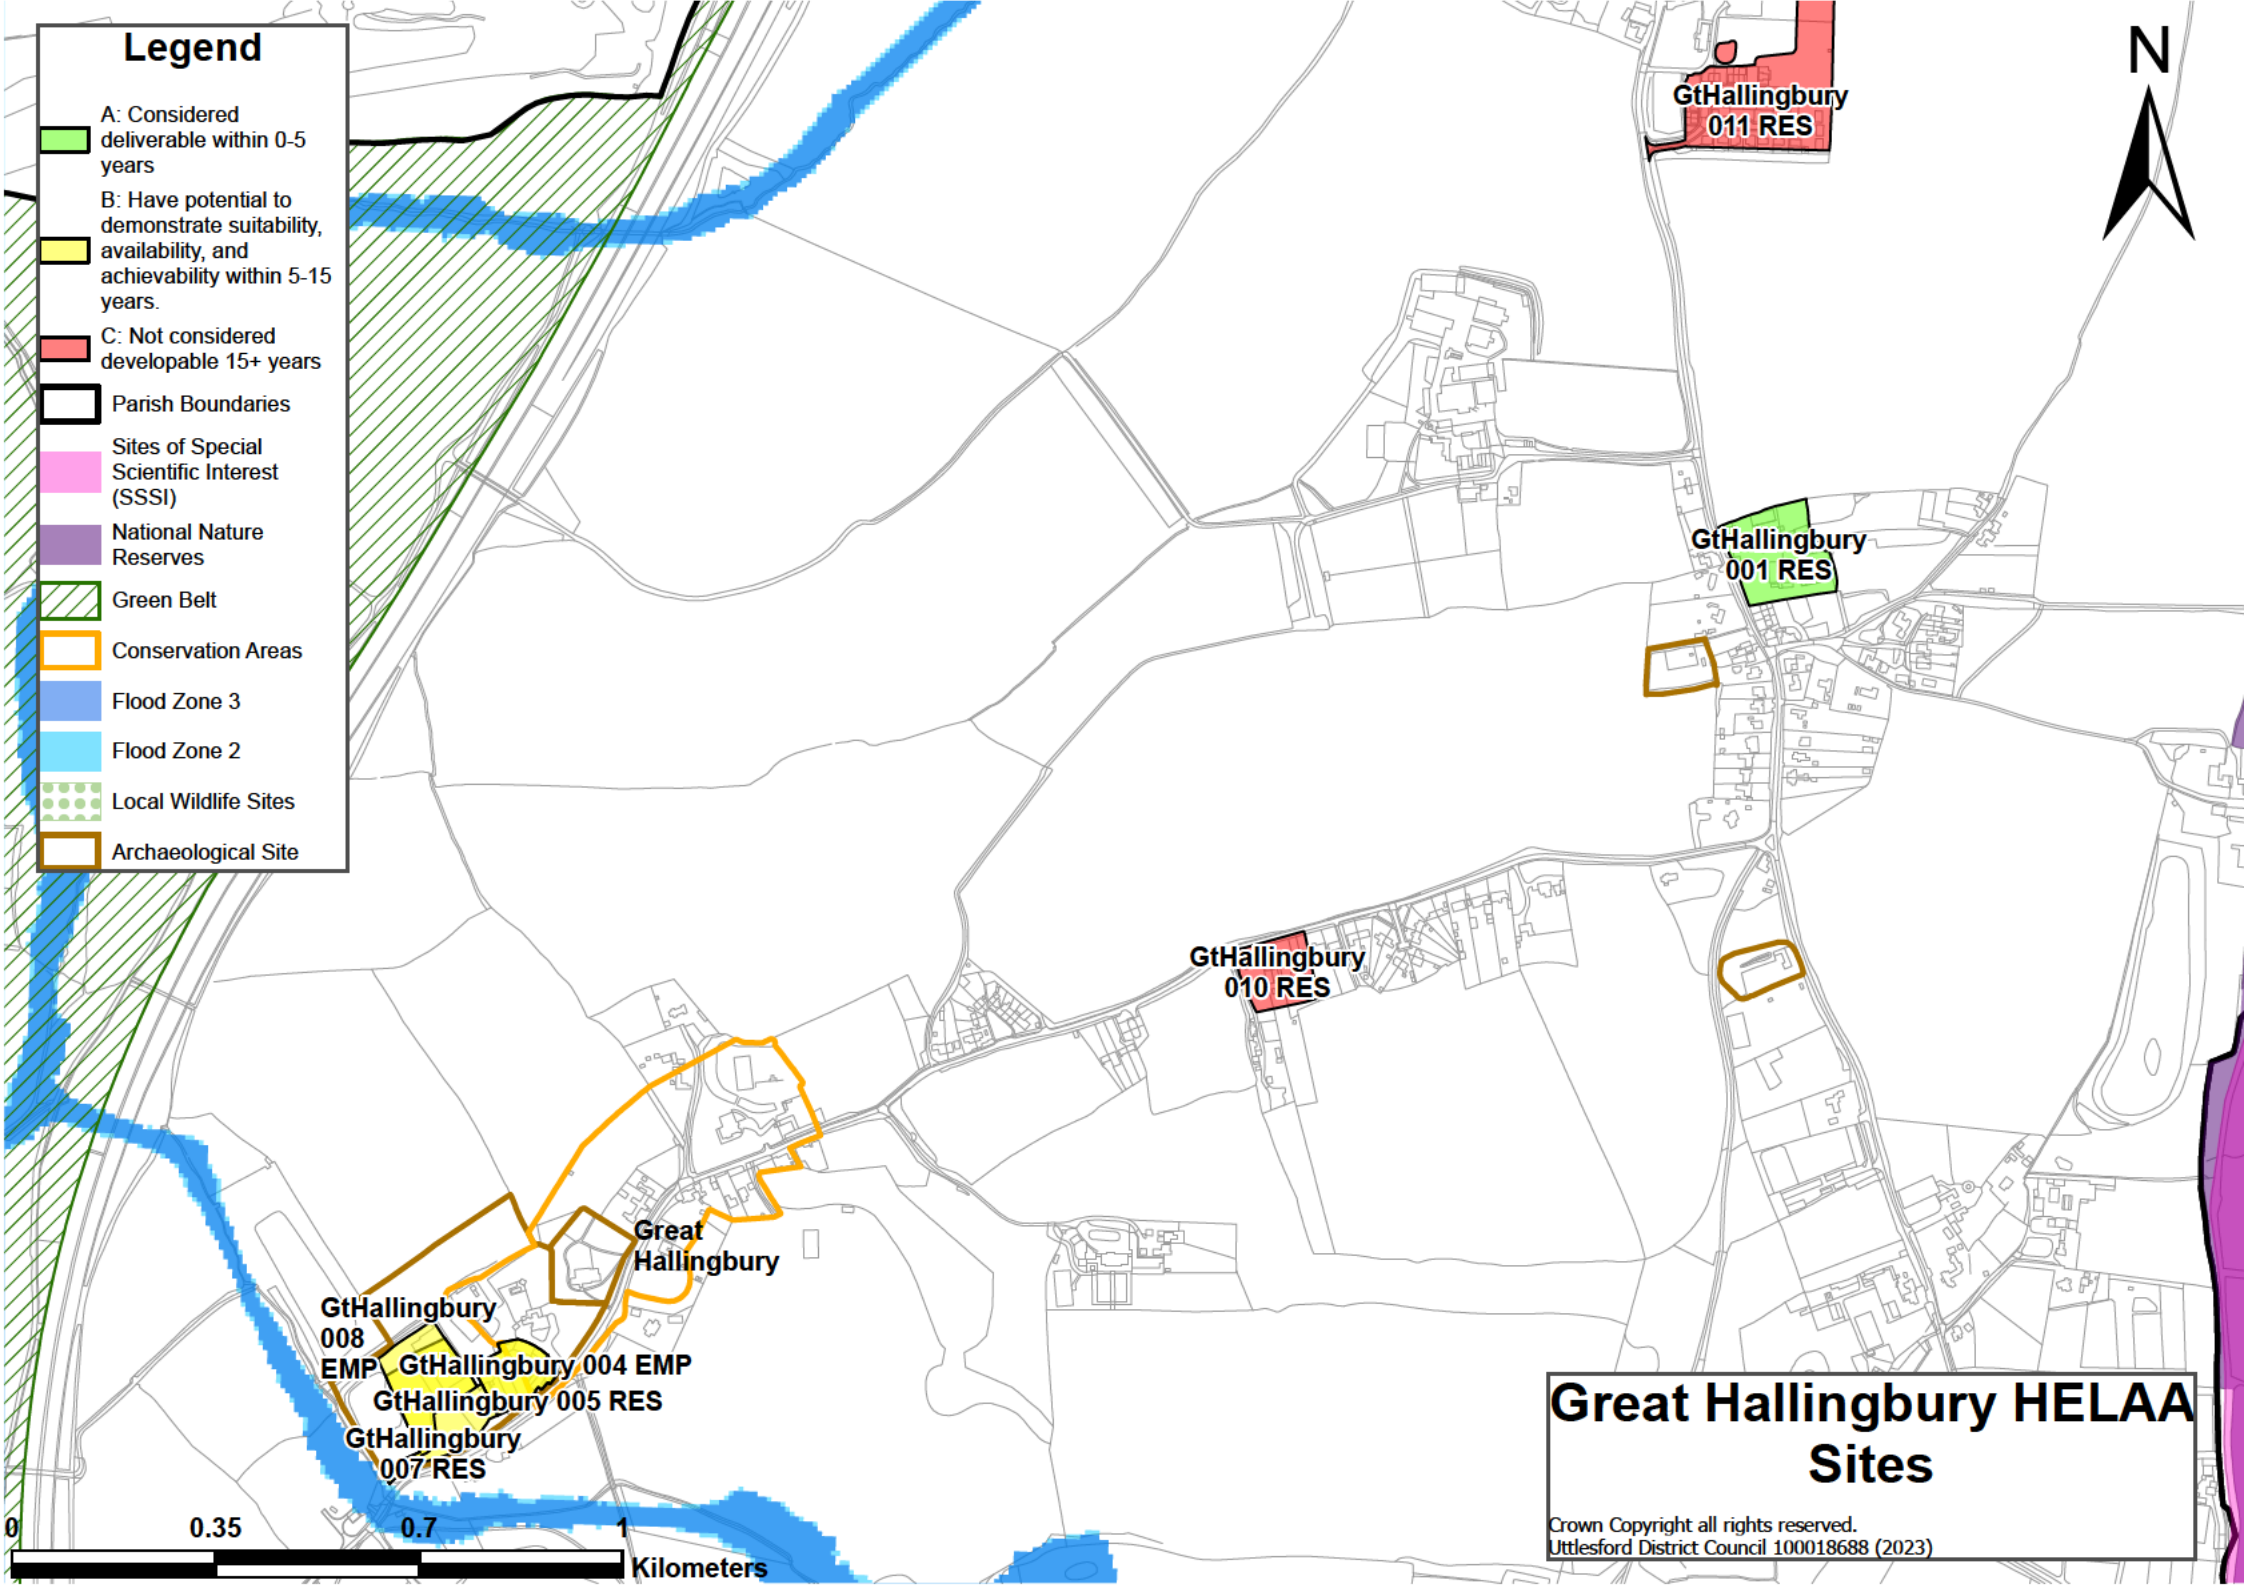 Legend
A: Considered
deliverable within 0-5
years
B: Have potential to
demonstrate suitability,
availability, and
achievability within 5-15
years.
C: Not considered
developable 15+ years
Parish Boundaries
Sites of Special
Scientific Interest
(SSSI)
National Nature
Reserves
Green Belt
Conservation Areas
Flood Zone 3
Flood Zone 2
Local Wildlife Sites
Archaeological Site
N
GtHallingbury
011 RES
GtHallingbury
001 RES
GtHallingbury
010 RES
Great
Hallingbury
GtHallingbury
008
EMP
GtHallingbury 004 EMP
GtHallingbury 005 RES
GtHallingbury
007 RES
0 0.35 0.7 1
Kilometers
Great Hallingbury HELAA
Sites
Crown Copyright all rights reserved.
Uttlesford District Council 100018688 (2023)